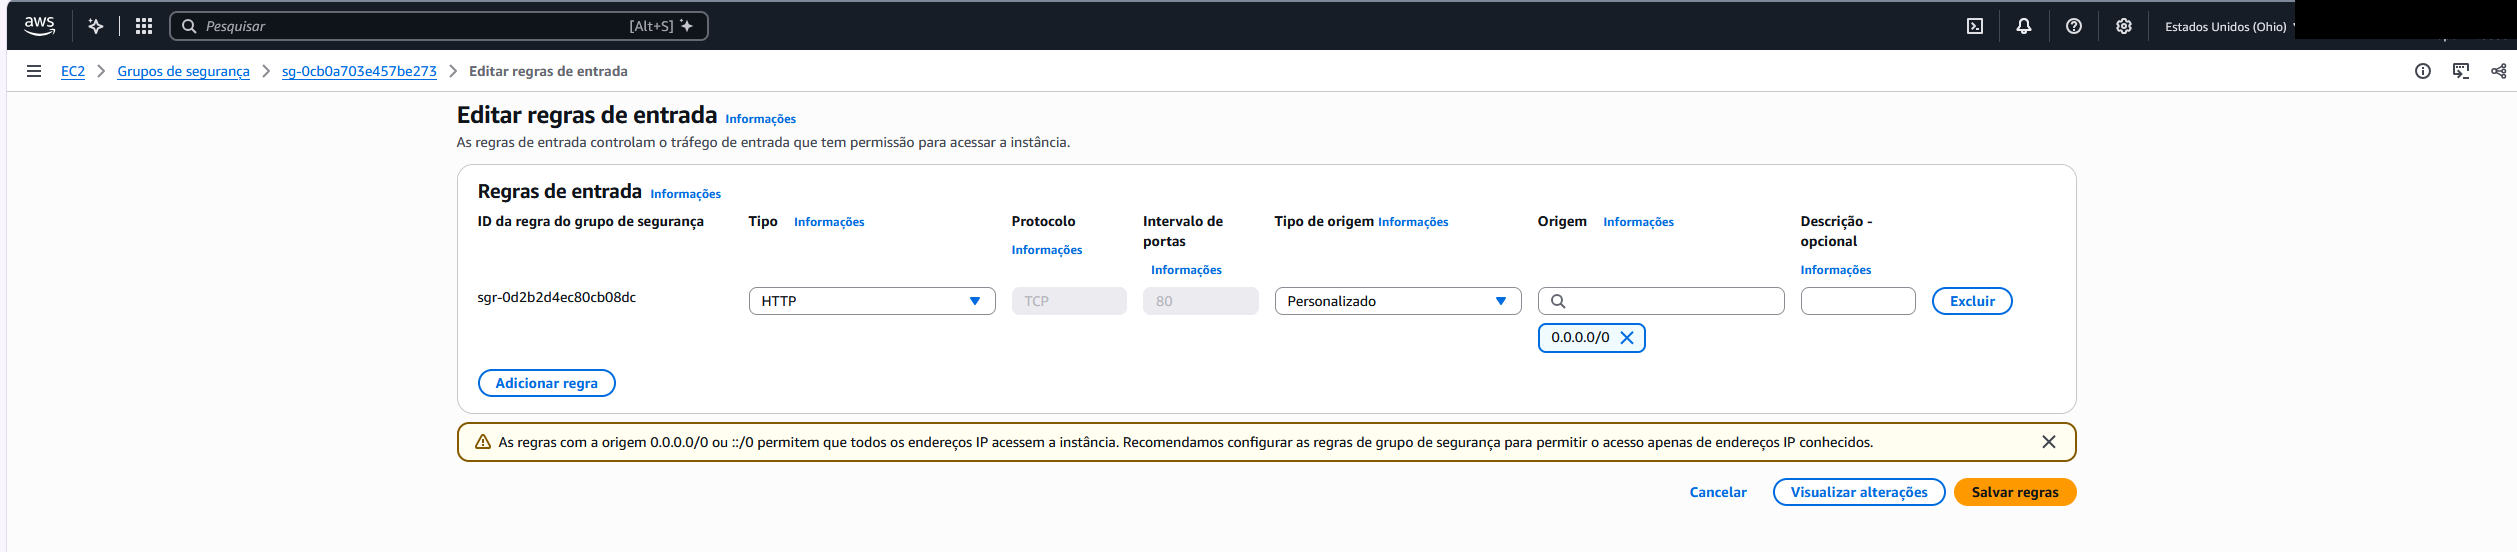 aws
Pesquisar [Alt+S]
Estados Unidos (Ohio)
EC2 > Grupos de segurança > sg-0cb0a703e457be273 > Editar regras de entrada
Editar regras de entrada Informações
As regras de entrada controlam o tráfego de entrada que tem permissão para acessar a instância.
Regras de entrada Informações
ID da regra do grupo de segurança
Tipo Informações
Protocolo
Informações
Intervalo de
portas
Informações
Tipo de origem Informações
Origem Informações
Descrição -
opcional
Informações
sgr-0d2b2d4ec80cb08dc
HTTP
TCP
80
Personalizado
0.0.0.0/0
Excluir
Adicionar regra
As regras com a origem 0.0.0.0/0 ou ::/0 permitem que todos os endereços IP acessem a instância. Recomendamos configurar as regras de grupo de segurança para permitir o acesso apenas de endereços IP conhecidos.
Cancelar
Visualizar alterações
Salvar regras